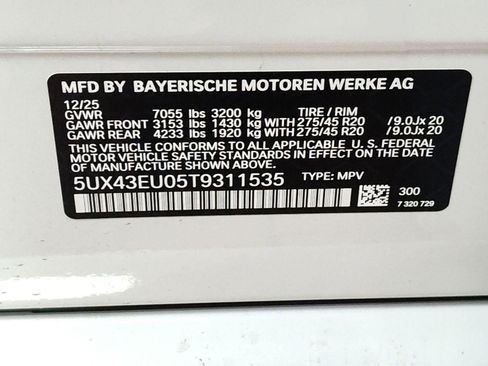 MFD BY BAYERISCHE MOTOREN WERKE AG
12/25
GVWR 7055 lbs 3200 kg TIRE / RIM
GAWR FRONT 3153 lbs 1430 kg WITH 275/45 R20 /9.0Jx 20
GAWR REAR 4233 lbs 1920 kg WITH 275/45 R20 /9.0Jx 20
THIS VEHICLE CONFORMS TO ALL APPLICABLE U.S. FEDERAL
MOTOR VEHICLE SAFETY STANDARDS IN EFFECT ON THE DATE
OF MANUFACTURE SHOWN ABOVE.
5UX43EU05T9311535 TYPE: MPV
300
7 320 729